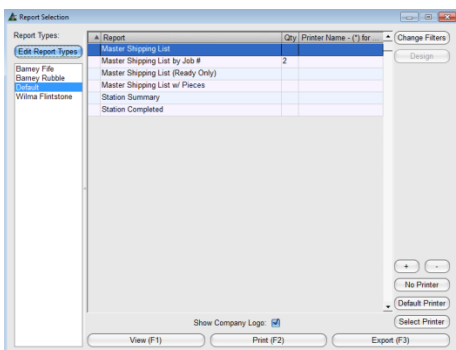 Report Selection
Report Types:
Edit Report Types
Barney Fife
Barney Rubble
Default
Wilma Flintstone
Report Qty Printer Name - (*) for ...
Master Shipping List
Master Shipping List by Job # 2
Master Shipping List (Ready Only)
Master Shipping List w/ Pieces
Station Summary
Station Completed
Change Filters
Design
+ -
No Printer
Default Printer
Select Printer
Show Company Logo:
View (F1) Print (F2) Export (F3)